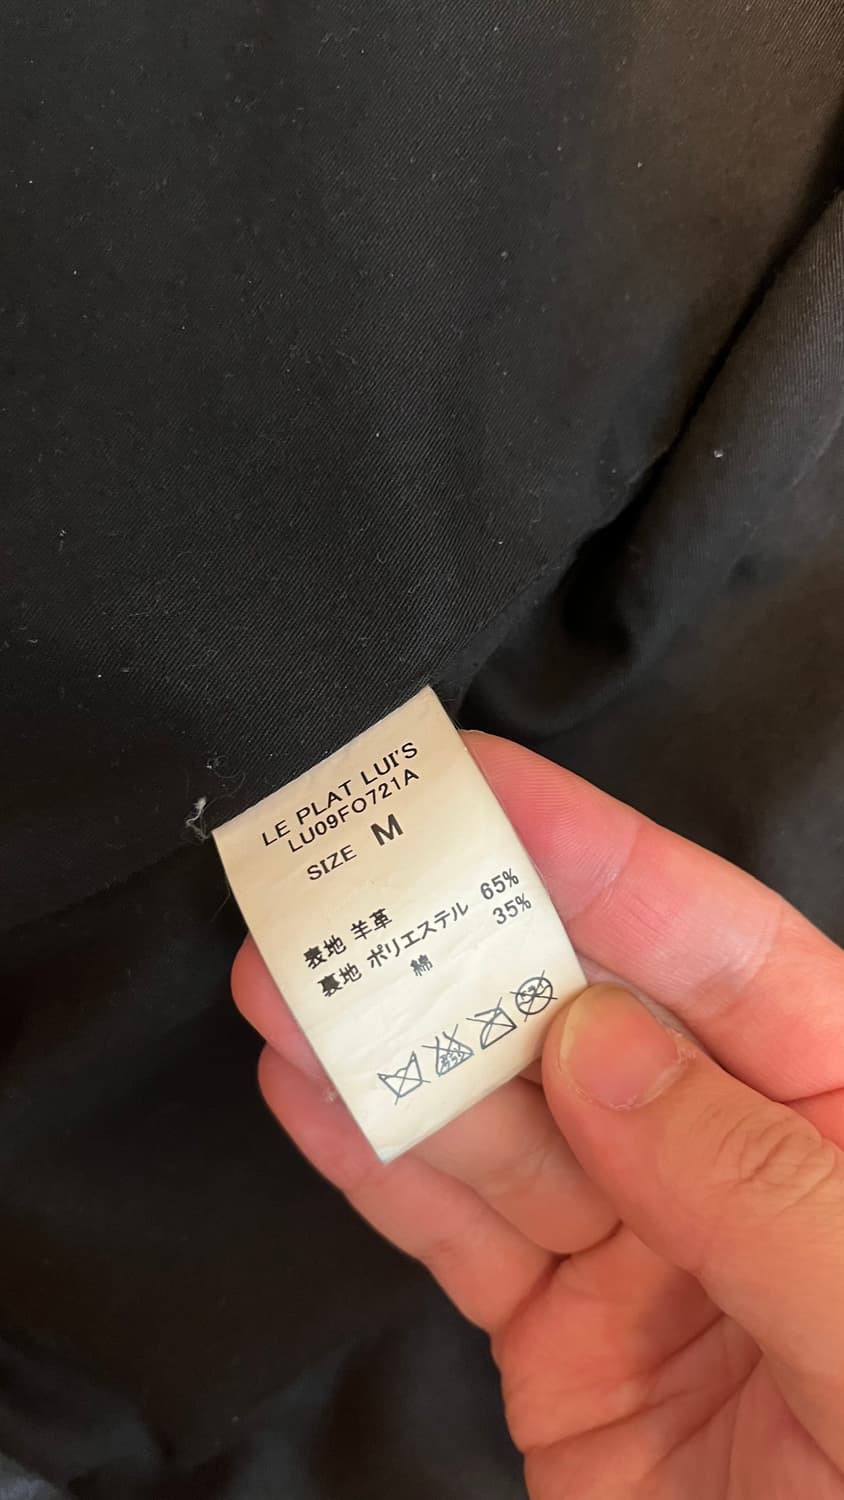 LE PLAT LUI'S
LU09FO721A
SIZE M
表地 羊革
裏地 ポリエステル 65%
綿 35%